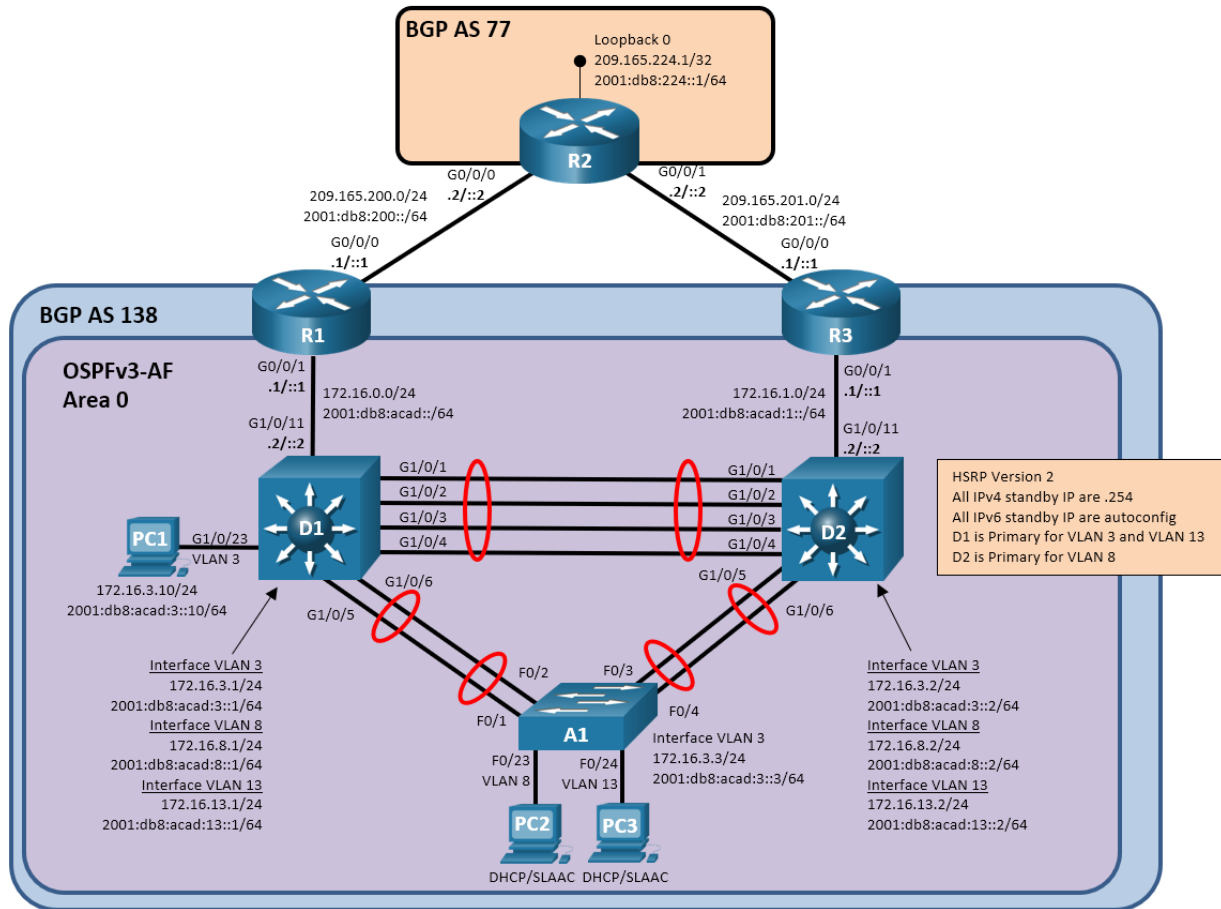 BGP AS 77
Loopback 0
209.165.224.1/32
2001:db8:224::1/64
R2
G0/0/0
.2/::2
G0/0/1
.2/::2
209.165.200.0/24
2001:db8:200::/64
209.165.201.0/24
2001:db8:201::/64
G0/0/0
.1/::1
G0/0/0
.1/::1
BGP AS 138
R1
R3
OSPFv3-AF
Area 0
G0/0/1
.1/::1
172.16.0.0/24
2001:db8:acad::/64
G1/0/11
.2/::2
G0/0/1
.1/::1
172.16.1.0/24
2001:db8:acad:1::/64
G1/0/11
.2/::2
G1/0/1
G1/0/2
G1/0/3
G1/0/4
G1/0/1
G1/0/2
G1/0/3
G1/0/4
D1
D2
HSRP Version 2
All IPv4 standby IP are .254
All IPv6 standby IP are autoconfig
D1 is Primary for VLAN 3 and VLAN 13
D2 is Primary for VLAN 8
PC1
G1/0/23
VLAN 3
172.16.3.10/24
2001:db8:acad:3::10/64
G1/0/6
G1/0/5
G1/0/5
G1/0/6
Interface VLAN 3
172.16.3.1/24
2001:db8:acad:3::1/64
Interface VLAN 8
172.16.8.1/24
2001:db8:acad:8::1/64
Interface VLAN 13
172.16.13.1/24
2001:db8:acad:13::1/64
F0/2
F0/1
F0/3
F0/4
A1
Interface VLAN 3
172.16.3.3/24
2001:db8:acad:3::3/64
Interface VLAN 3
172.16.3.2/24
2001:db8:acad:3::2/64
Interface VLAN 8
172.16.8.2/24
2001:db8:acad:8::2/64
Interface VLAN 13
172.16.13.2/24
2001:db8:acad:13::2/64
F0/23
VLAN 8
F0/24
VLAN 13
PC2
PC3
DHCP/SLAAC
DHCP/SLAAC